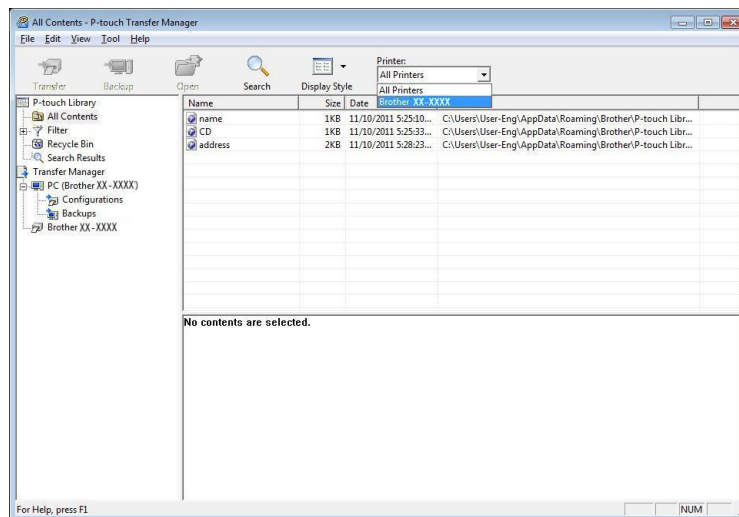 All Contents - P-touch Transfer Manager
File Edit View Tool Help
Printer:
All Printers
Transfer Backup Open Search Display Style
All Printers
Brother XX-XXXX
P-touch Library
All Contents
Filter
Recycle Bin
Search Results
Transfer Manager
PC (Brother XX-XXXX)
Configurations
Backups
Brother XX-XXXX
Name Size Date
name 1KB 11/10/2011 5:25:10... C:\Users\User-Eng\AppData\Roaming\Brother\P-touch Libr...
CD 1KB 11/10/2011 5:25:33... C:\Users\User-Eng\AppData\Roaming\Brother\P-touch Libr...
address 2KB 11/10/2011 5:28:23... C:\Users\User-Eng\AppData\Roaming\Brother\P-touch Libr...
No contents are selected.
For Help, press F1 NUM